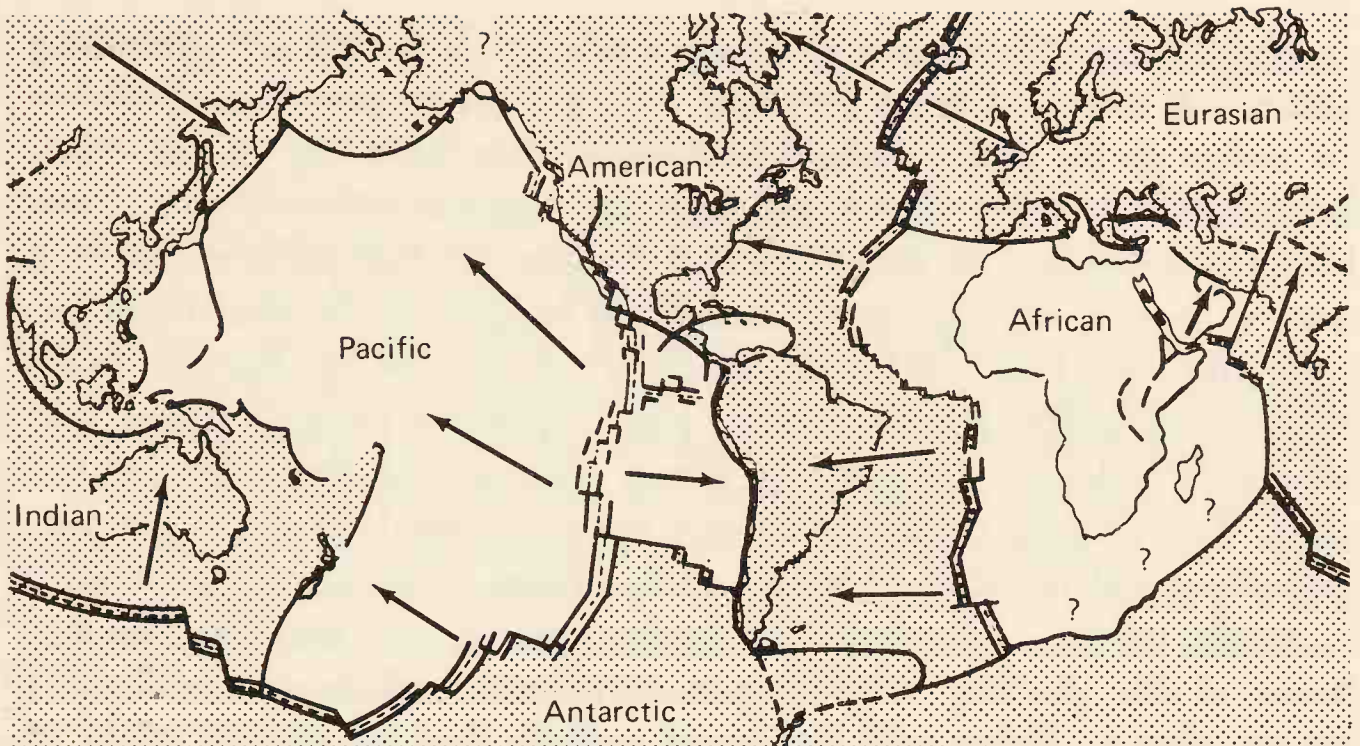 ?
Eurasian
American
African
Pacific
Indian
?
?
?
Antarctic